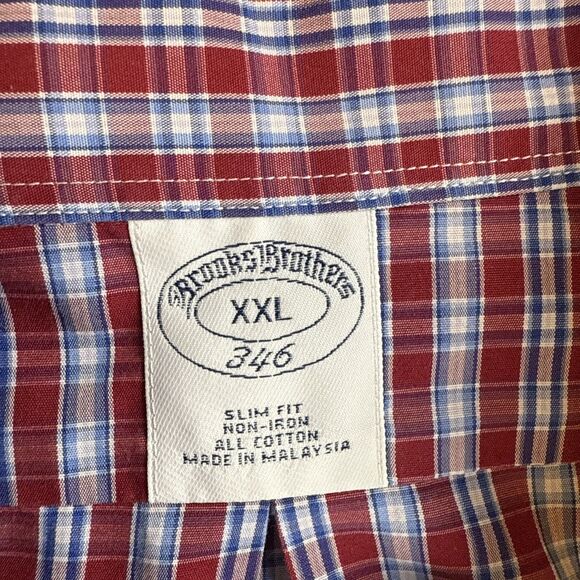 Brooks Brothers
XXL
346
SLIM FIT
NON-IRON
ALL COTTON
MADE IN MALAYSIA